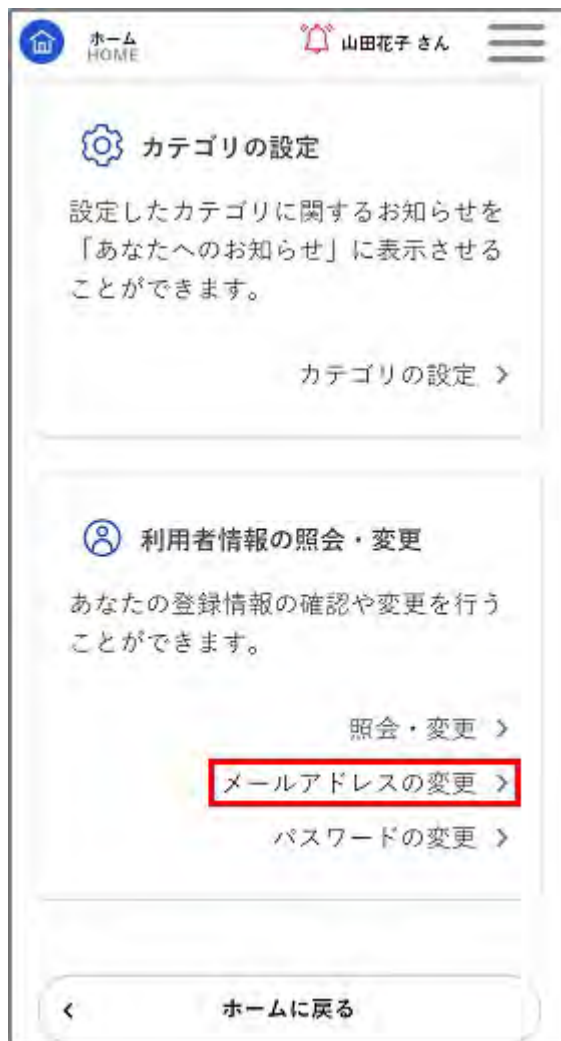 ホーム
HOME
山田花子 さん
カテゴリの設定
設定したカテゴリに関するお知らせを
「あなたへのお知らせ」に表示させる
ことができます。
カテゴリの設定 >
利用者情報の照会・変更
あなたの登録情報の確認や変更を行う
ことができます。
照会・変更 >
メールアドレスの変更 >
パスワードの変更 >
< ホームに戻る